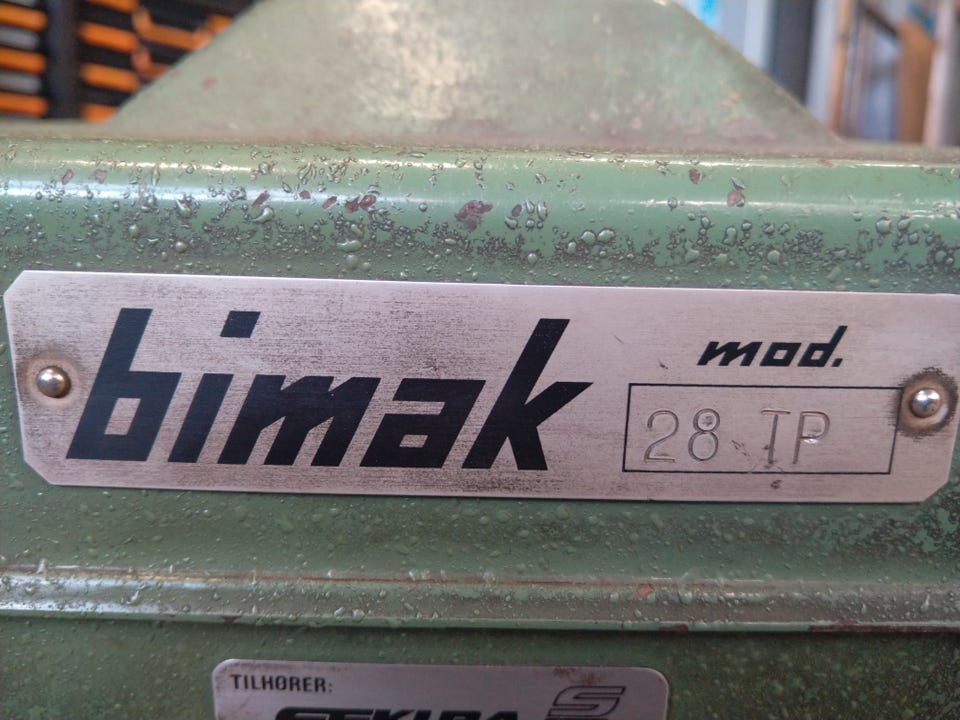 bimak
mod.
28 TP
TILHØRER: